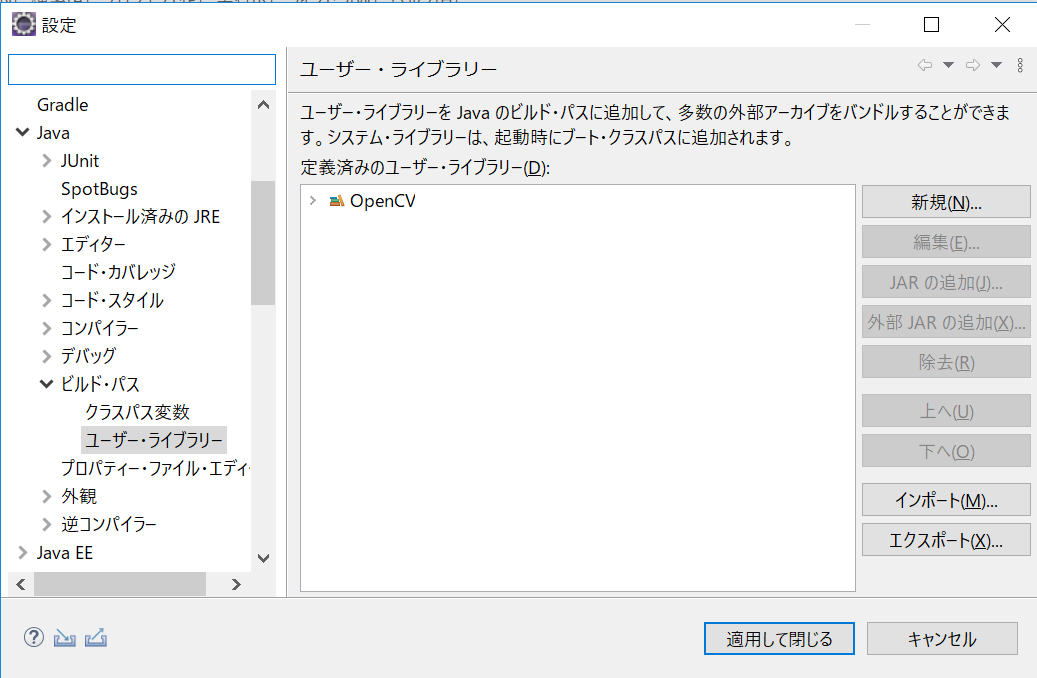 設定
ユーザー・ライブラリー
Gradle
Java
JUnit
SpotBugs
インストール済みの JRE
エディター
コード・カバレッジ
コード・スタイル
コンパイラー
デバッグ
ビルド・パス
クラスパス変数
ユーザー・ライブラリー
プロパティー・ファイル・エディ
外観
逆コンパイラー
Java EE
ユーザー・ライブラリーを Java のビルド・パスに追加して、多数の外部アーカイブをバンドルすることができま
す。システム・ライブラリーは、起動時にブート・クラスパスに追加されます。
定義済みのユーザー・ライブラリー(D):
OpenCV
新規(N)...
編集(E)...
JAR の追加(J)...
外部 JAR の追加(X)...
除去(R)
上へ(U)
下へ(O)
インポート(M)...
エクスポート(X)...
適用して閉じる
キャンセル